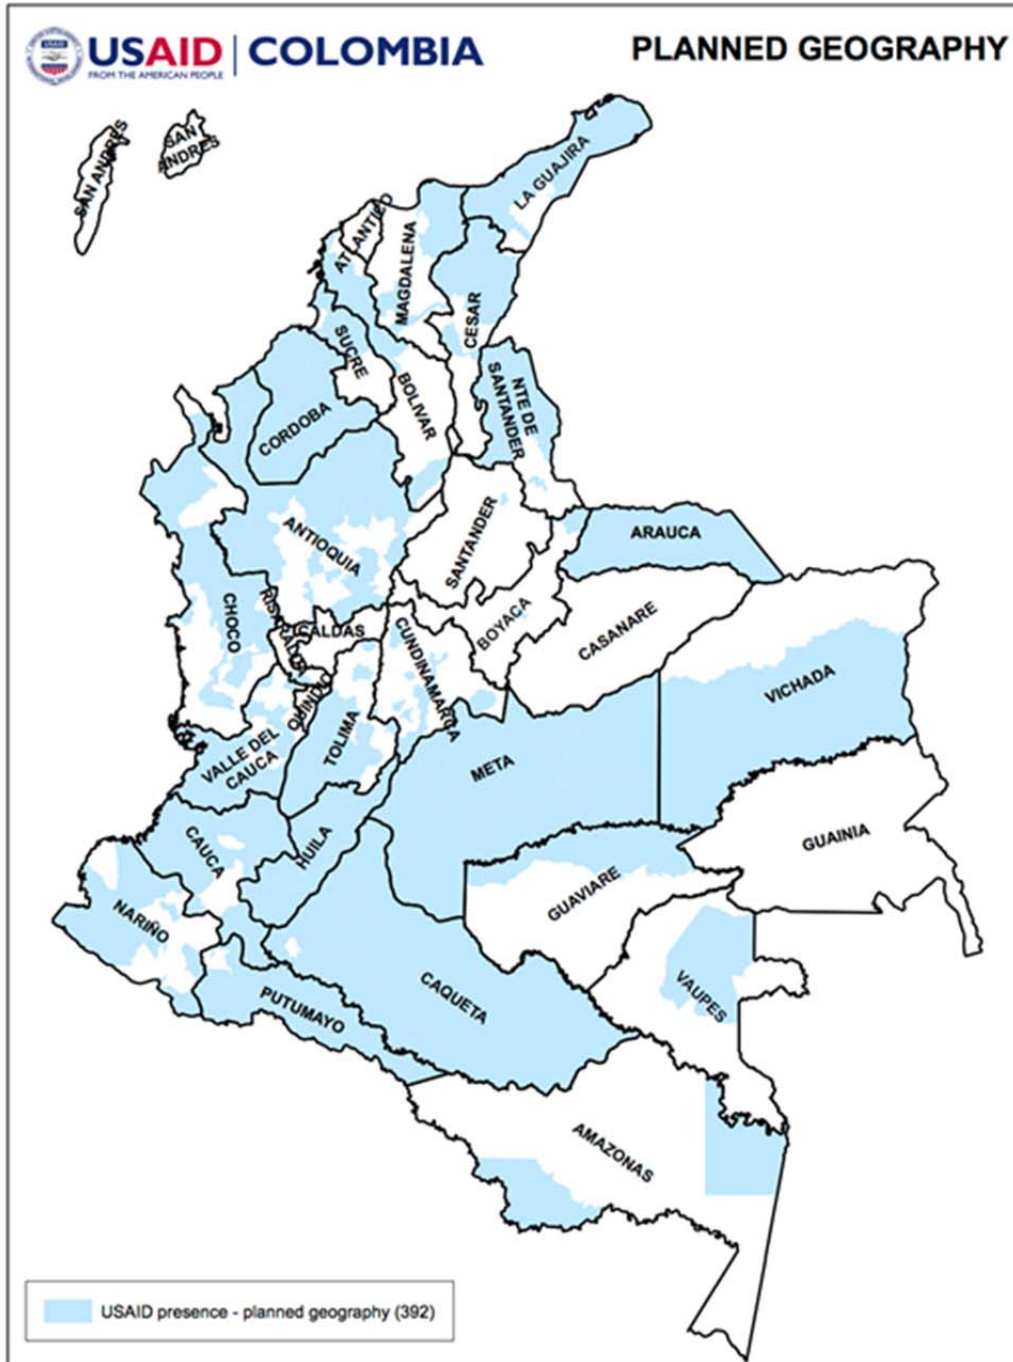 USAID | COLOMBIA
FROM THE AMERICAN PEOPLE
PLANNED GEOGRAPHY
SAN ANDRES
SAN
ANDRES
LA GUAJIRA
ATLANTICO
MAGDALENA
CESAR
SUCRE
BOLIVAR
NTE DE
SANTANDER
CORDOBA
ANTIOQUIA
SANTANDER
ARAUCA
CHOCO
CALDAS
CUNDINAMARCA
BOYACA
CASANARE
VICHADA
QUINDIO
TOLIMA
VALLE DEL
CAUCA
META
CAUCA
HUILA
GUAINIA
GUAVIARE
NARIÑO
VAUPES
CAQUETA
PUTUMAYO
AMAZONAS
USAID presence - planned geography (392)